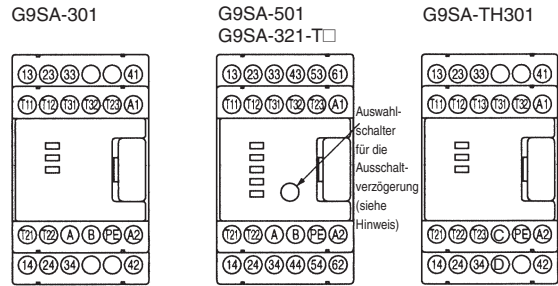 G9SA-301
13 23 33 41
T11 T12 T31 T32 T23 A1
T21 T22 A B PE A2
14 24 34 42
G9SA-501
G9SA-321-T□
13 23 33 43 53 61
T11 T12 T31 T32 T23 A1
Auswahl-
schalter
für die
Ausschalt-
verzögerung
(siehe
Hinweis)
T21 T22 A B PE A2
14 24 34 44 54 62
G9SA-TH301
13 23 33 41
T11 T12 T13 T31 T32 A1
T21 T22 T23 C PE A2
14 24 34 D 42